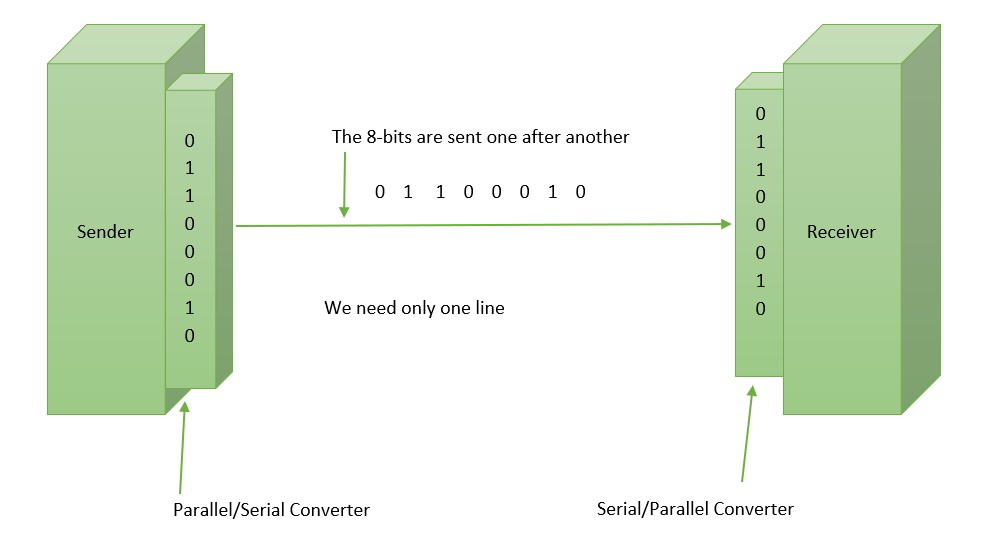 The 8-bits are sent one after another
0 1 1 0 0 0 1 0
Sender
0
1
1
0
0
0
1
0
0
1
1
0
0
0
1
0
Receiver
We need only one line
Parallel/Serial Converter
Serial/Parallel Converter